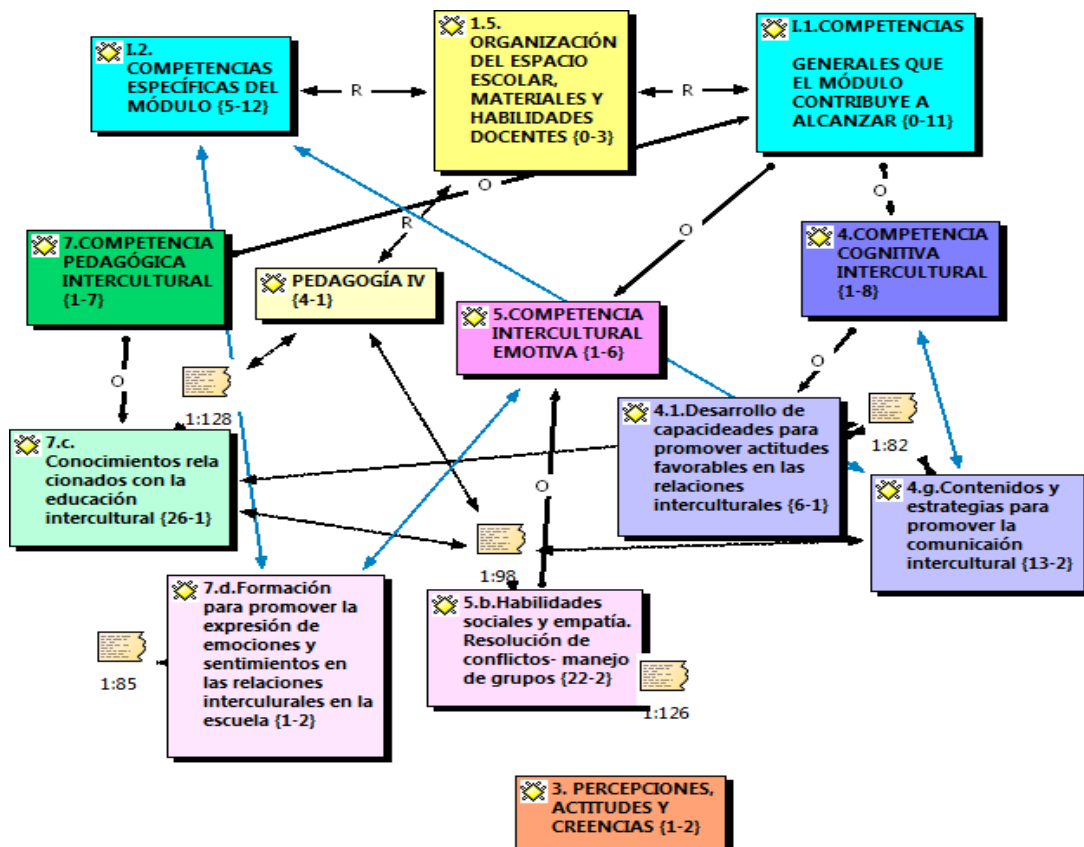 I.2.
COMPETENCIAS
ESPECÍFICAS DEL
MÓDULO {5-12}
1.5.
ORGANIZACIÓN
DEL ESPACIO
ESCOLAR,
MATERIALES Y
HABILIDADES
DOCENTES {0-3}
I.1.COMPETENCIAS
GENERALES QUE
EL MÓDULO
CONTRIBUYE A
ALCANZAR {0-11}
R
R
O
R
O
O
7.COMPETENCIA
PEDAGÓGICA
INTERCULTURAL
{1-7}
PEDAGOGÍA IV
{4-1}
5.COMPETENCIA
INTERCULTURAL
EMOTIVA {1-6}
4.COMPETENCIA
COGNITIVA
INTERCULTURAL
{1-8}
O
O
1:128
1:82
7.c.
Conocimientos rela
cionados con la
educación
intercultural {26-1}
4.1.Desarrollo de
capacideades para
promover actitudes
favorables en las
relaciones
interculturales {6-1}
4.g.Contenidos y
estrategias para
promover la
comunicaión
intercultural {13-2}
O
1:98
7.d.Formación
para promover la
expresión de
emociones y
sentimientos en
las relaciones
interculurales en la
escuela {1-2}
5.b.Habilidades
sociales y empatía.
Resolución de
conflictos- manejo
de grupos {22-2}
1:85
1:126
3. PERCEPCIONES,
ACTITUDES Y
CREENCIAS {1-2}